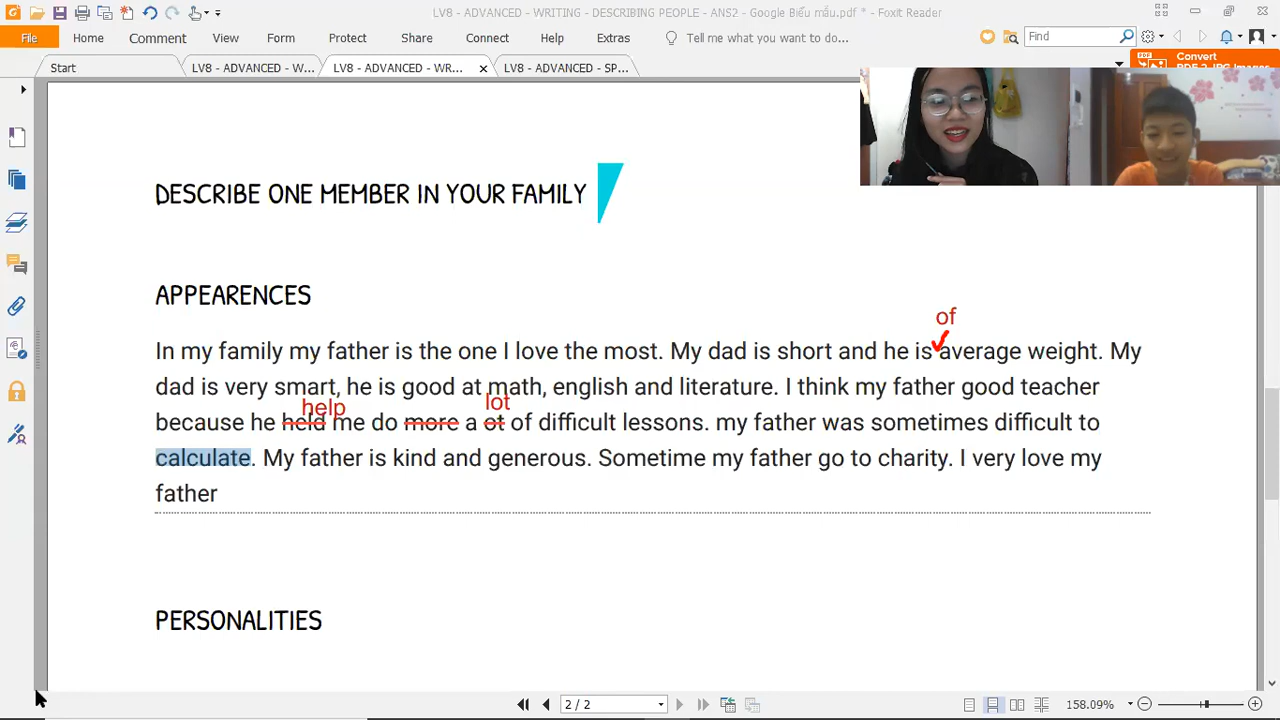 LV8 - ADVANCED - WRITING - DESCRIBING PEOPLE - ANS2 - Google Biểu mẫu.pdf * - Foxit Reader
File Home Comment View Form Protect Share Connect Help Extras Tell me what you want to do... Find
Start LV8 - ADVANCED - W... LV8 - ADVANCED - WR... LV8 - ADVANCED - SP...
Convert
PDF 2 JPG Images
DESCRIBE ONE MEMBER IN YOUR FAMILY
APPEARENCES
of
In my family my father is the one I love the most. My dad is short and he is average weight. My
dad is very smart, he is good at math, english and literature. I think my father good teacher
help lot
because he held me do more a ot of difficult lessons. my father was sometimes difficult to
calculate. My father is kind and generous. Sometime my father go to charity. I very love my
father
PERSONALITIES
2 / 2 158.09%